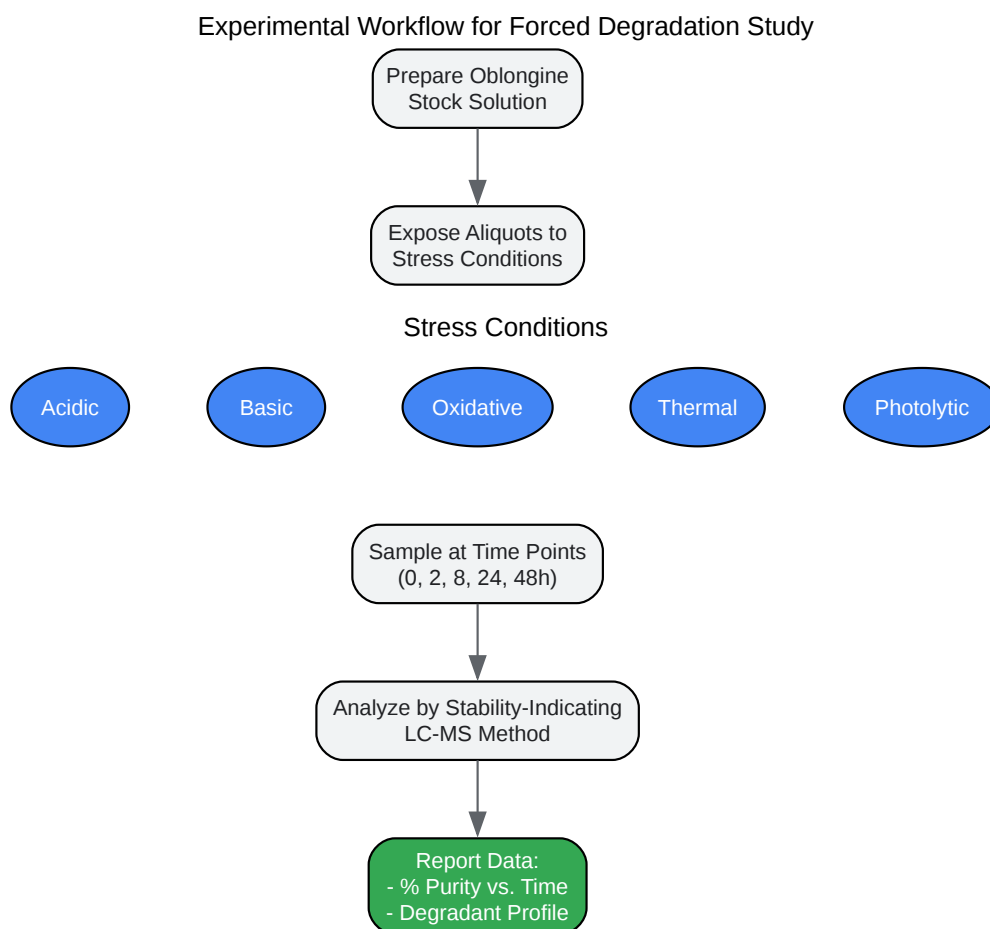 Experimental Workflow for Forced Degradation Study
Prepare Oblongine
Stock Solution
Expose Aliquots to
Stress Conditions
Stress Conditions
Acidic
Basic
Oxidative
Thermal
Photolytic
Sample at Time Points
(0, 2, 8, 24, 48h)
Analyze by Stability-Indicating
LC-MS Method
Report Data:
- % Purity vs. Time
- Degradant Profile